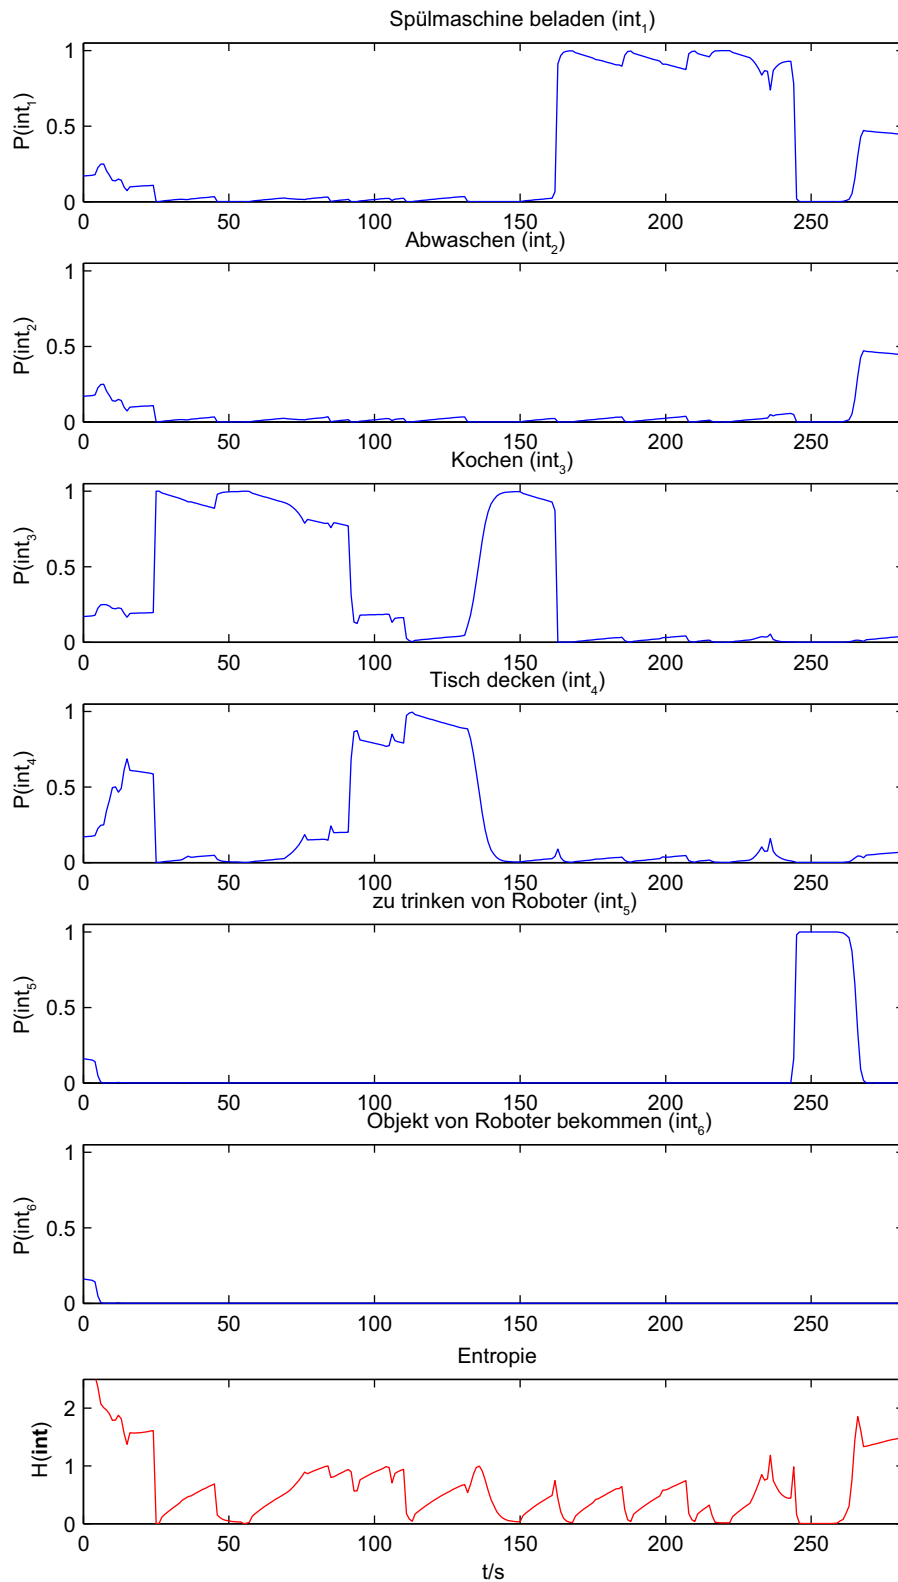 Spülmaschine beladen (int₁)
1
0.5
0
P(int₁)
0 50 100 150 200 250
Abwaschen (int₂)
1
0.5
0
P(int₂)
0 50 100 150 200 250
Kochen (int₃)
1
0.5
0
P(int₃)
0 50 100 150 200 250
Tisch decken (int₄)
1
0.5
0
P(int₄)
0 50 100 150 200 250
zu trinken von Roboter (int₅)
1
0.5
0
P(int₅)
0 50 100 150 200 250
Objekt von Roboter bekommen (int₆)
1
0.5
0
P(int₆)
0 50 100 150 200 250
Entropie
2
1
0
H(int)
0 50 100 150 200 250
t/s